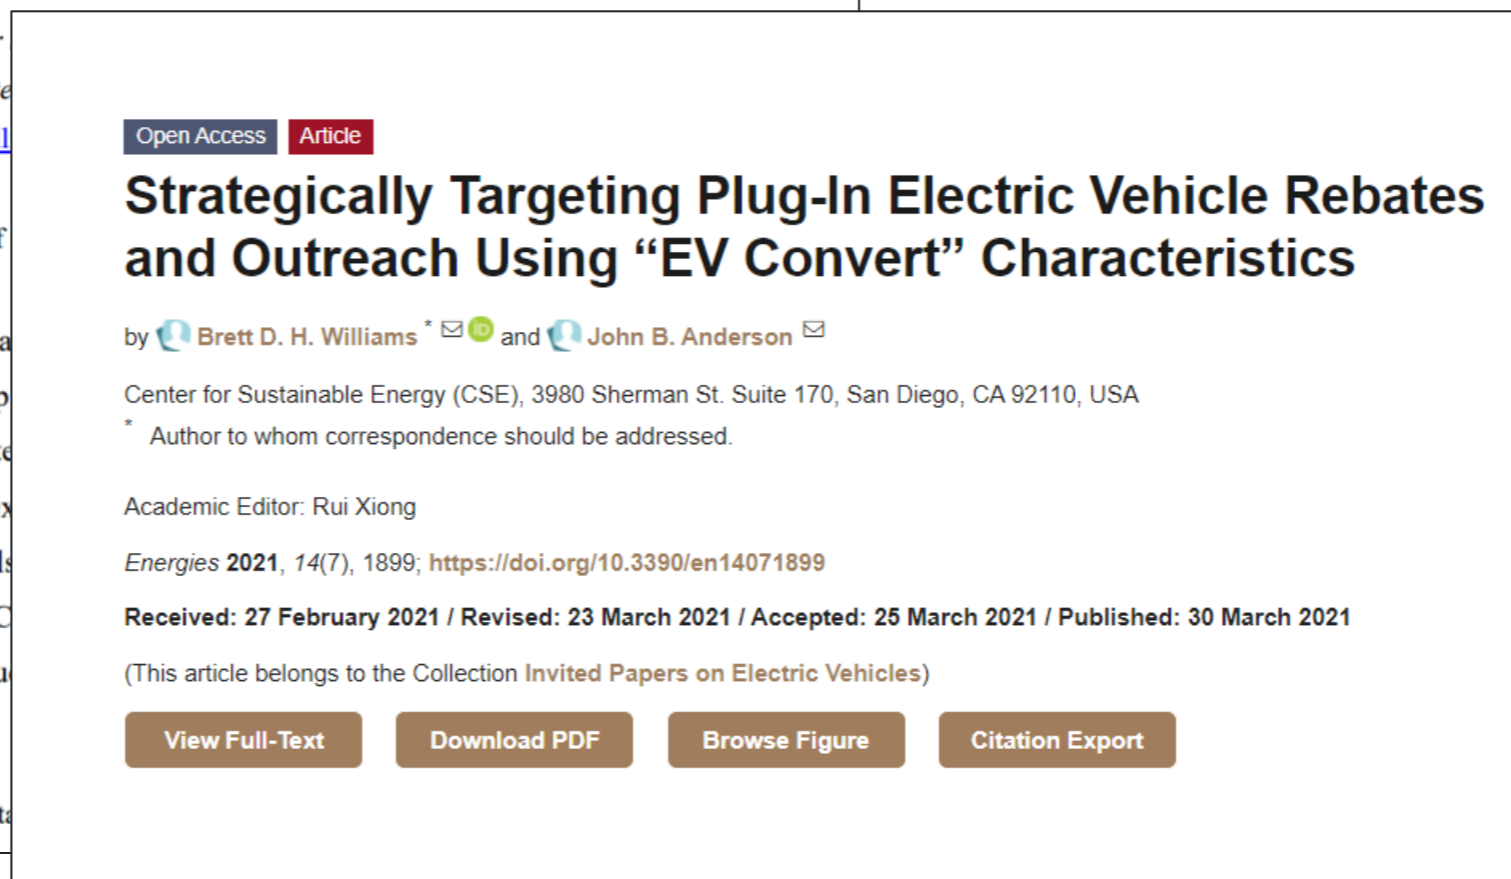 Open Access Article
Strategically Targeting Plug-In Electric Vehicle Rebates
and Outreach Using “EV Convert” Characteristics
by Brett D. H. Williams * iD and John B. Anderson
Center for Sustainable Energy (CSE), 3980 Sherman St. Suite 170, San Diego, CA 92110, USA
* Author to whom correspondence should be addressed.
Academic Editor: Rui Xiong
Energies 2021, 14(7), 1899; https://doi.org/10.3390/en14071899
Received: 27 February 2021 / Revised: 23 March 2021 / Accepted: 25 March 2021 / Published: 30 March 2021
(This article belongs to the Collection Invited Papers on Electric Vehicles)
View Full-Text Download PDF Browse Figure Citation Export